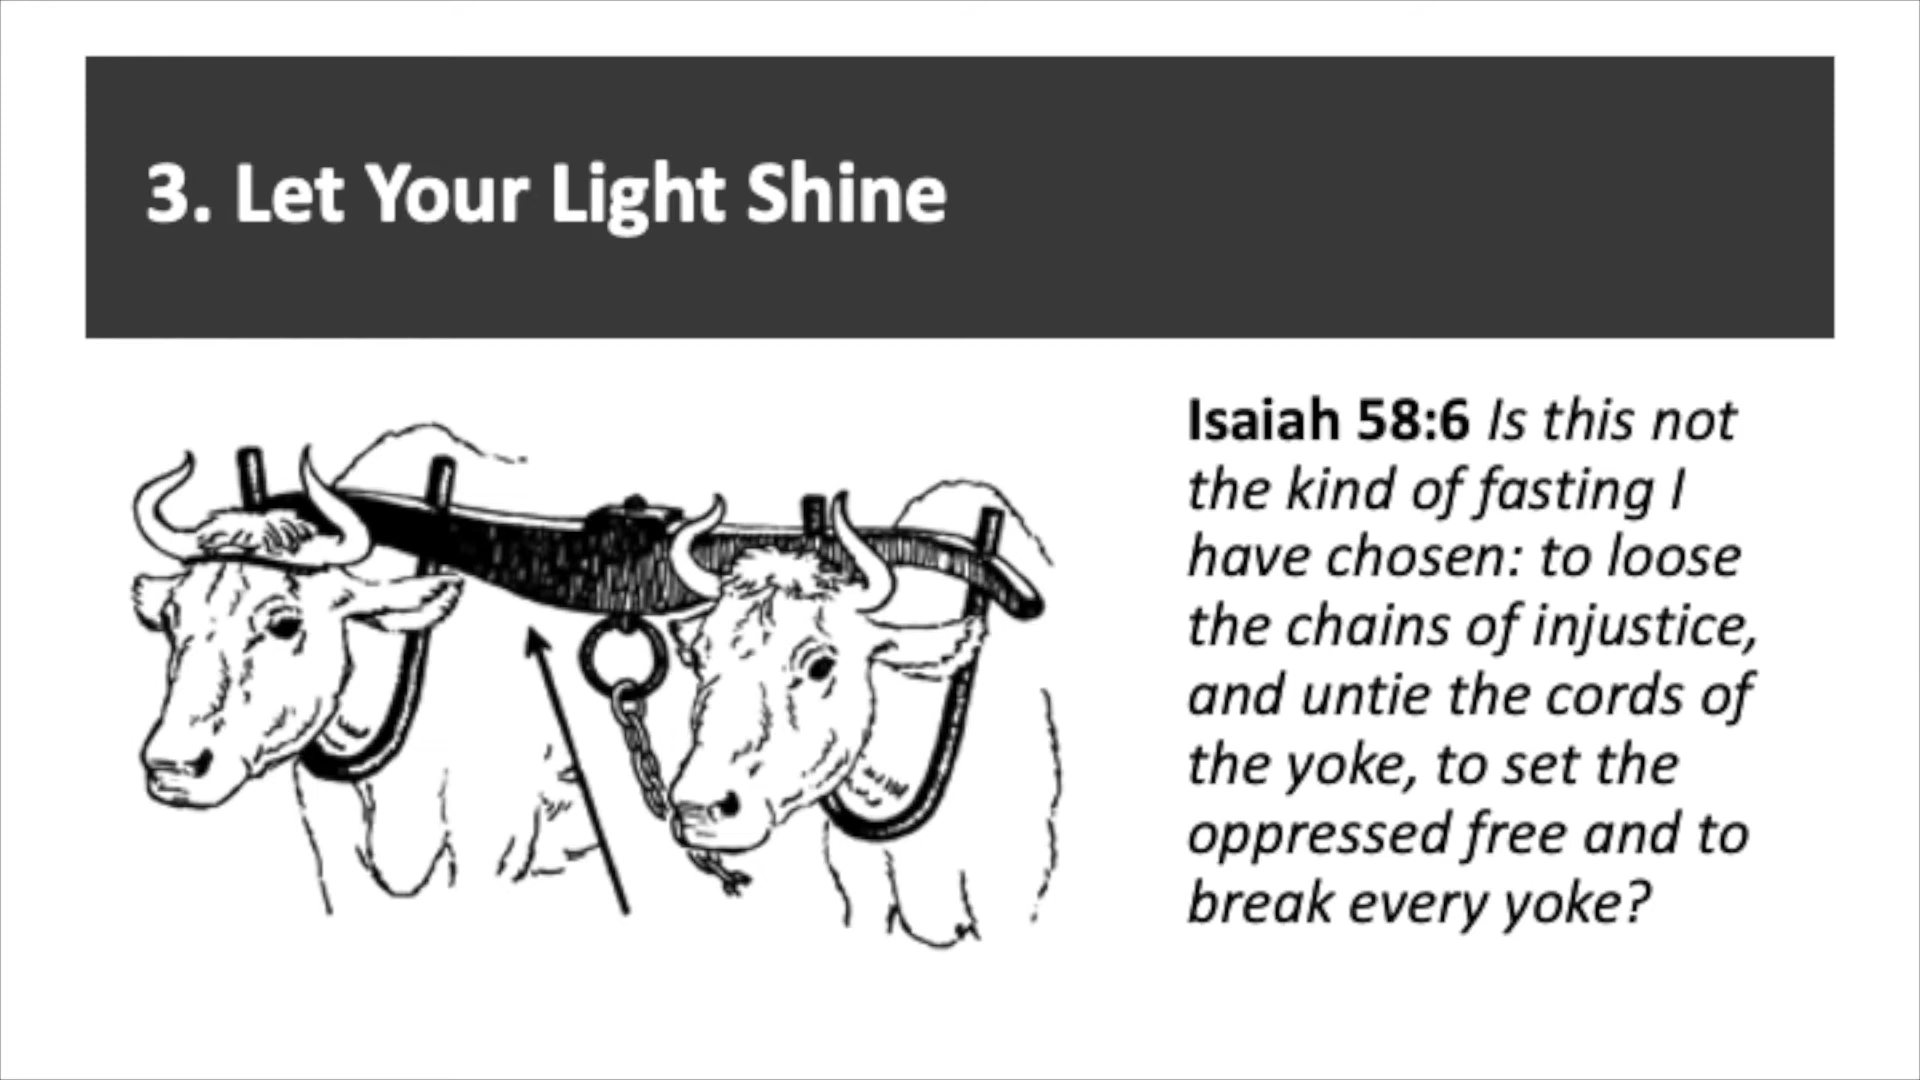 3. Let Your Light Shine
Isaiah 58:6 Is this not
the kind of fasting I
have chosen: to loose
the chains of injustice,
and untie the cords of
the yoke, to set the
oppressed free and to
break every yoke?